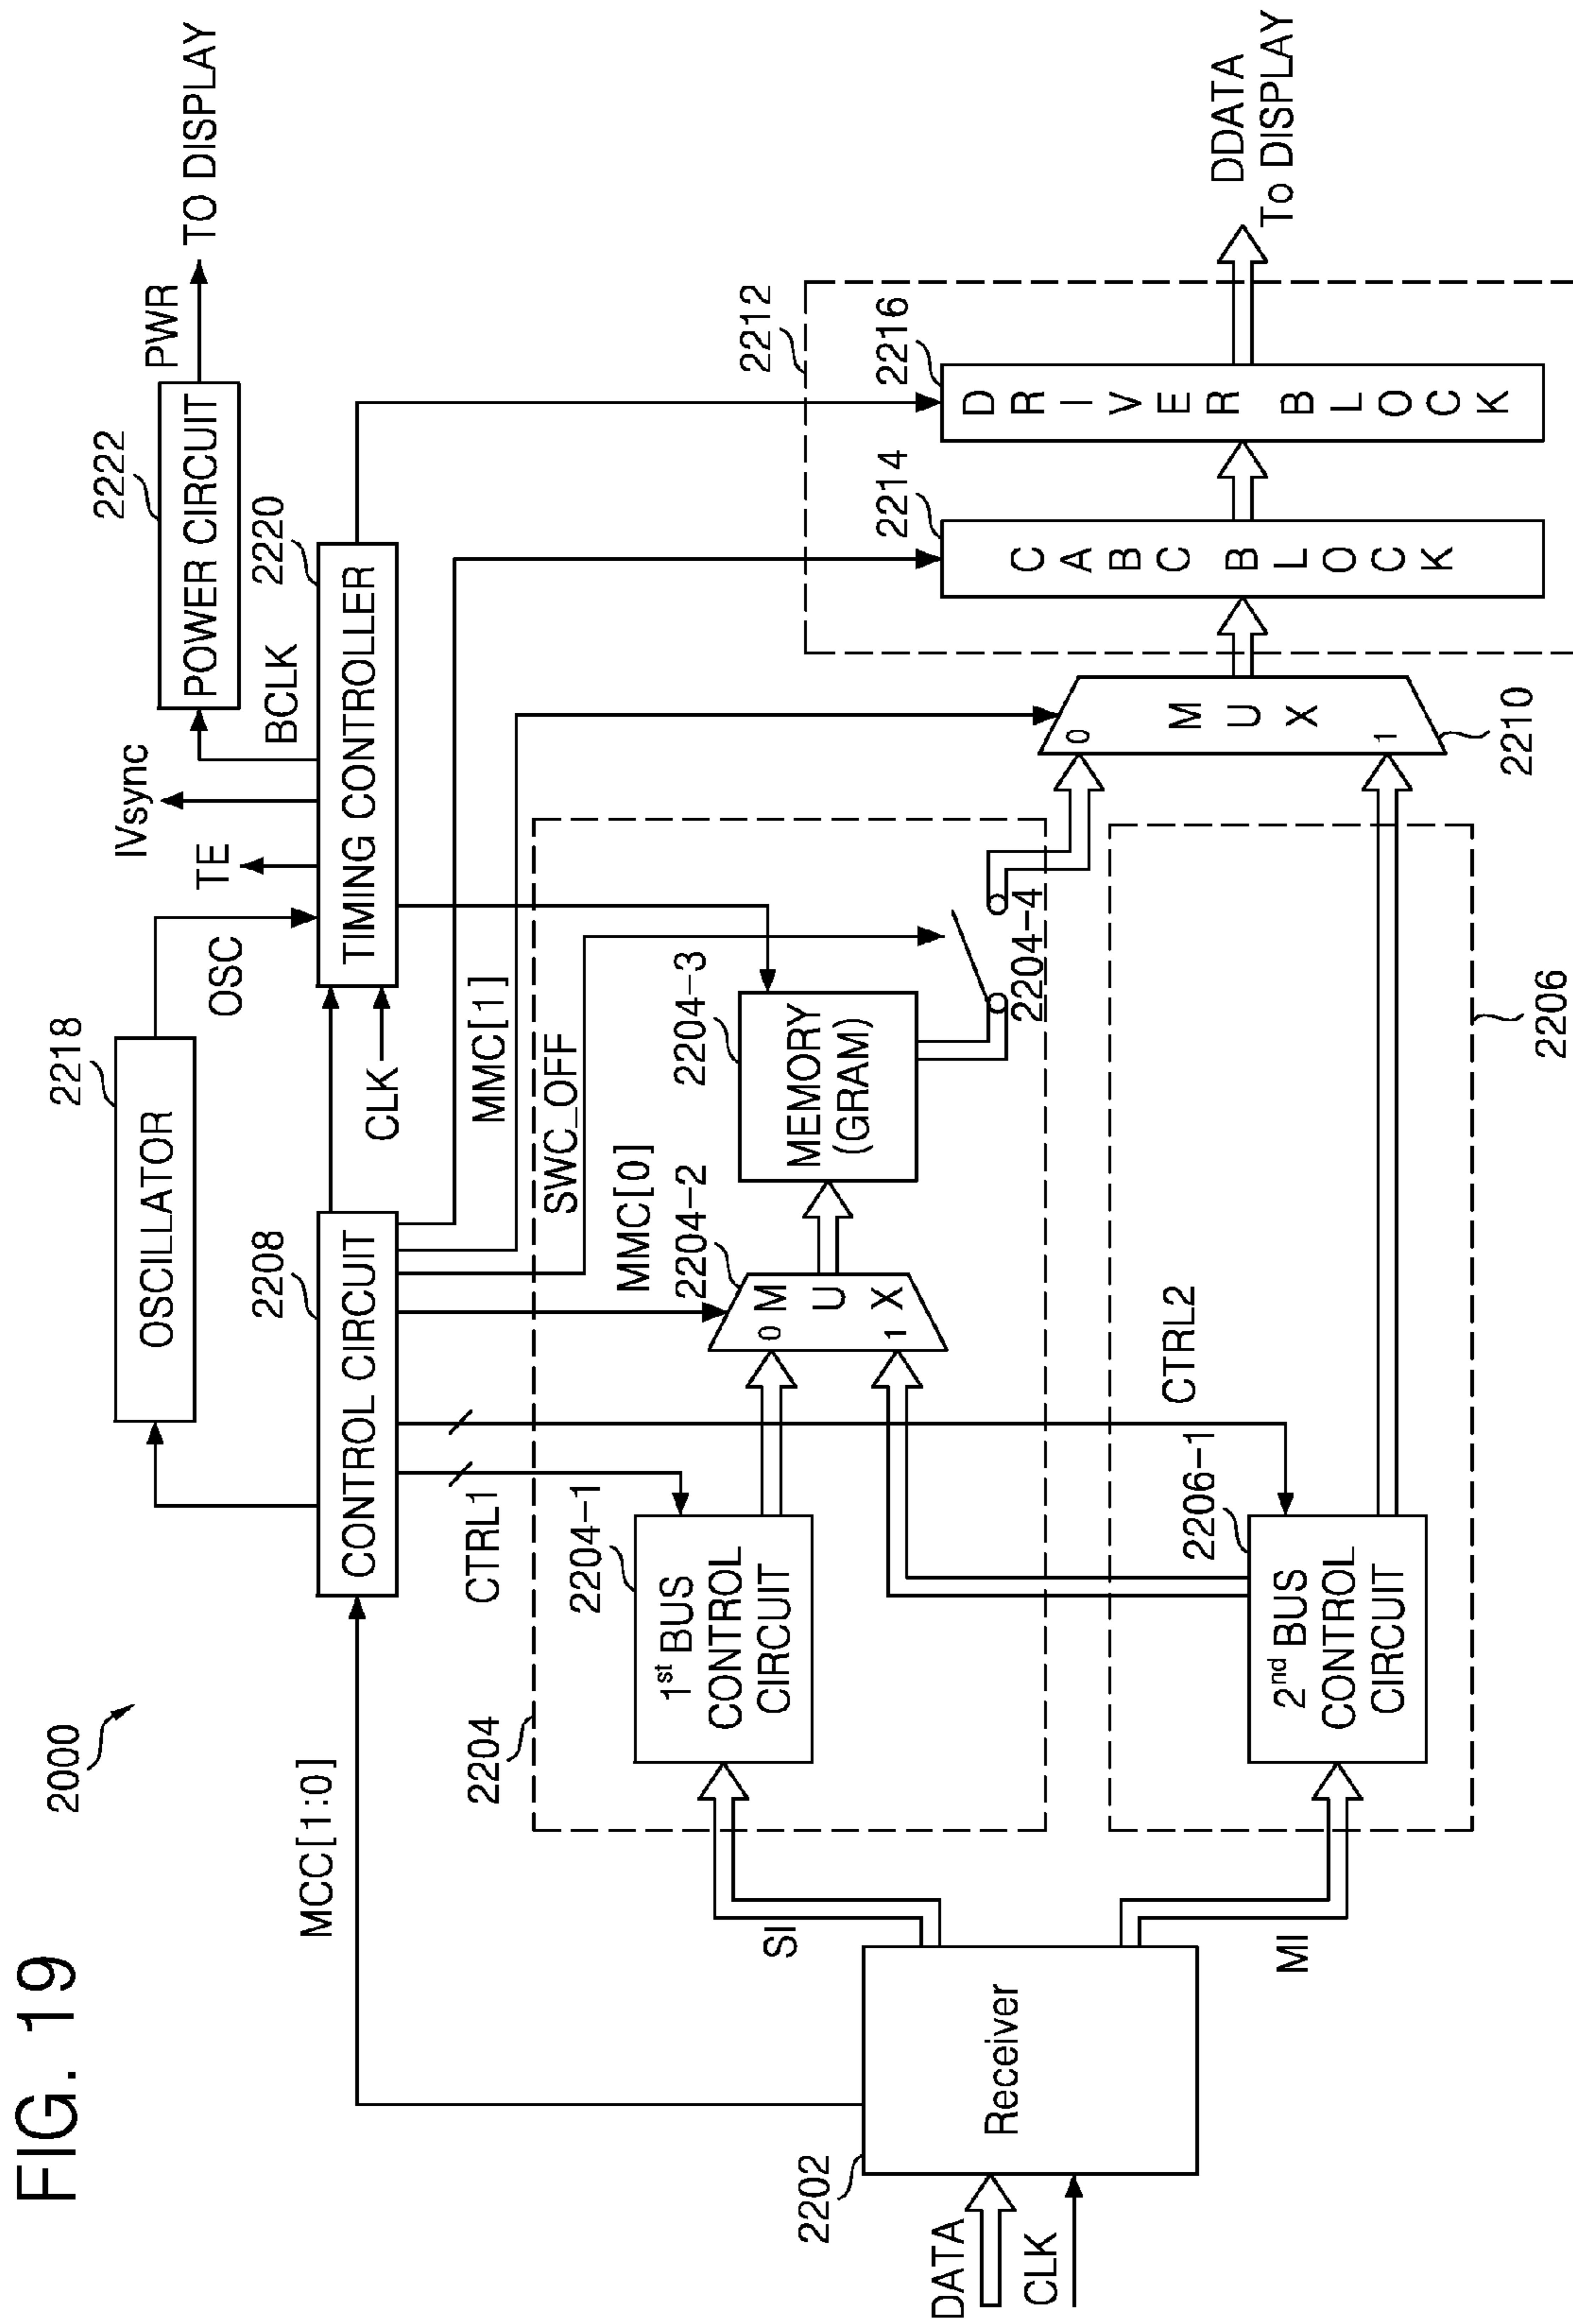 FIG. 19
2000
2218
OSCILLATOR
OSC
TE
IVsync
2222
POWER CIRCUIT
PWR
TO DISPLAY
BCLK
2220
TIMING CONTROLLER
CLK
2208
CONTROL CIRCUIT
MCC[1:0]
MMC[1]
SWC_OFF
MMC[0]
CTRL1
CTRL2
2204
2204-1
1st BUS
CONTROL
CIRCUIT
2204-2
0
MUX
1
2204-3
MEMORY
(GRAM)
2204-4
2202
Receiver
DATA
CLK
SI
MI
2206-1
2nd BUS
CONTROL
CIRCUIT
2206
0
MUX
1
2210
2212
2214
CABC BLOCK
2216
DRIVER BLOCK
DDATA
To DISPLAY